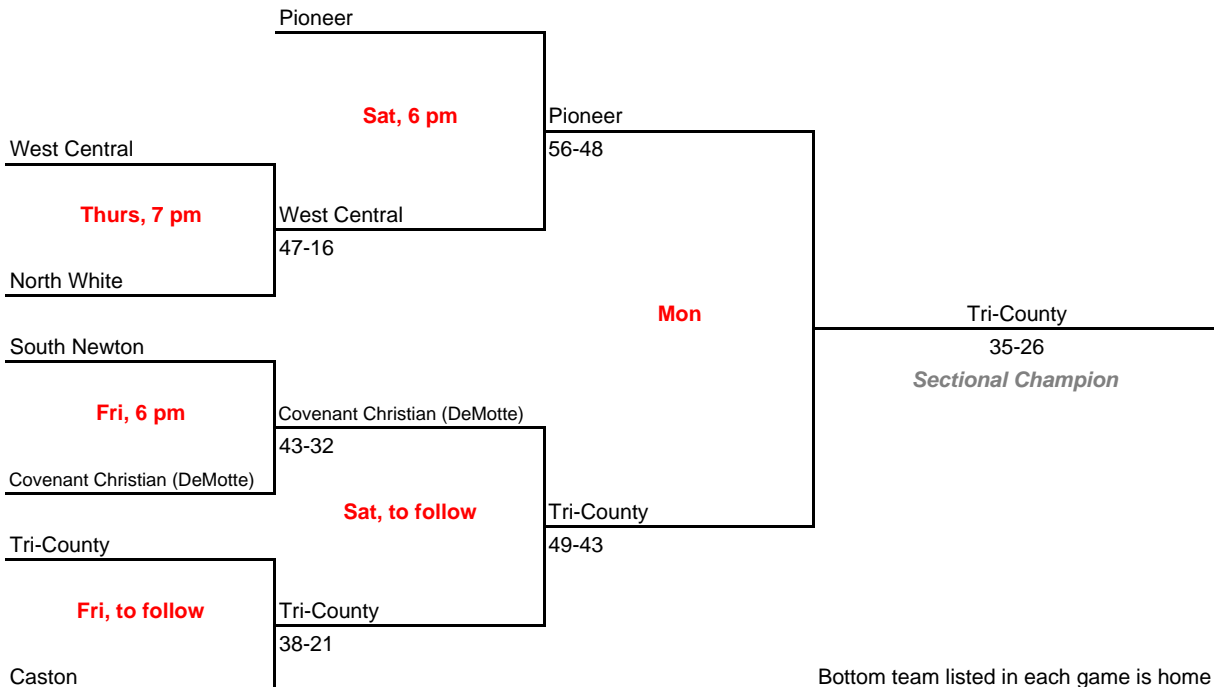 Pioneer
Sat, 6 pm
Pioneer
West Central
56-48
Thurs, 7 pm
West Central
47-16
North White
Mon
Tri-County
South Newton
35-26
Sectional Champion
Fri, 6 pm
Covenant Christian (DeMotte)
43-32
Covenant Christian (DeMotte)
Sat, to follow
Tri-County
Tri-County
49-43
Fri, to follow
Tri-County
38-21
Caston
Bottom team listed in each game is home